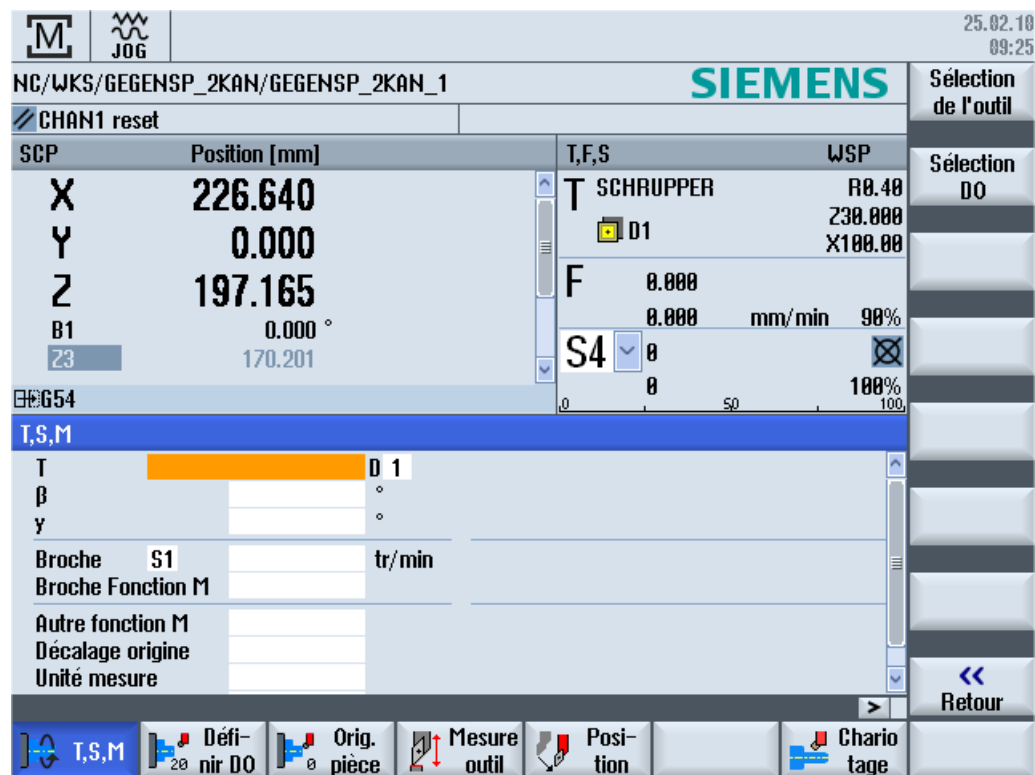 M
JOG
25.02.10
09:25
NC/WKS/GEGENSP_2KAN/GEGENSP_2KAN_1
SIEMENS
CHAN1 reset
SCP Position [mm]
X 226.640
Y 0.000
Z 197.165
B1 0.000 °
Z3 170.201
G54
T,F,S WSP
T SCHRUPPER R0.40
D1 Z30.000
X100.00
F 0.000
0.000 mm/min 90%
S4 0
0 100%
0 50 100
T,S,M
T D 1
β °
γ °
Broche S1 tr/min
Broche Fonction M
Autre fonction M
Décalage origine
Unité mesure
Sélection
de l'outil
Sélection
DO
<<
Retour
>
T,S,M
20
Défi-
nir DO
0
Orig.
pièce
Mesure
outil
Posi-
tion
Chario
tage